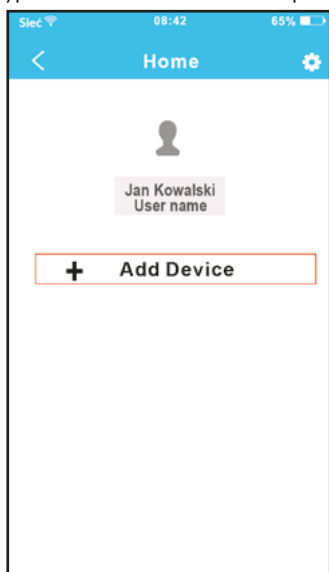 Sieć 08:42 65%
Home
Jan Kowalski
User name
+ Add Device